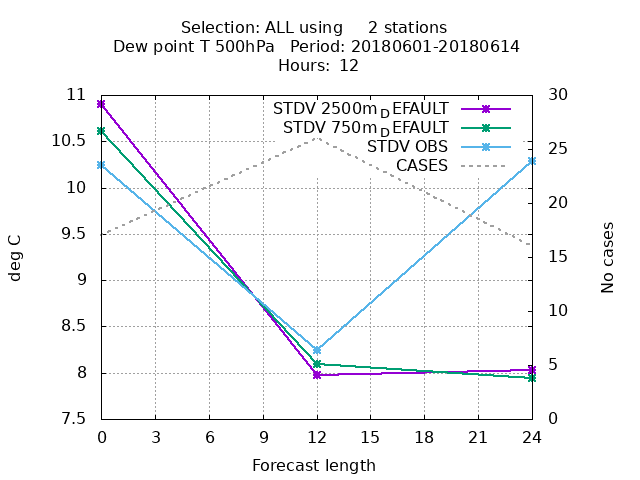 Selection: ALL using     2 stations
Dew point T 500hPa   Period: 20180601-20180614
Hours: 12
STDV 2500mDEFAULT
STDV 750mDEFAULT
STDV OBS
CASES
11
10.5
10
9.5
9
8.5
8
7.5
deg C
30
25
20
15
10
5
0
No cases
0 3 6 9 12 15 18 21 24
Forecast length